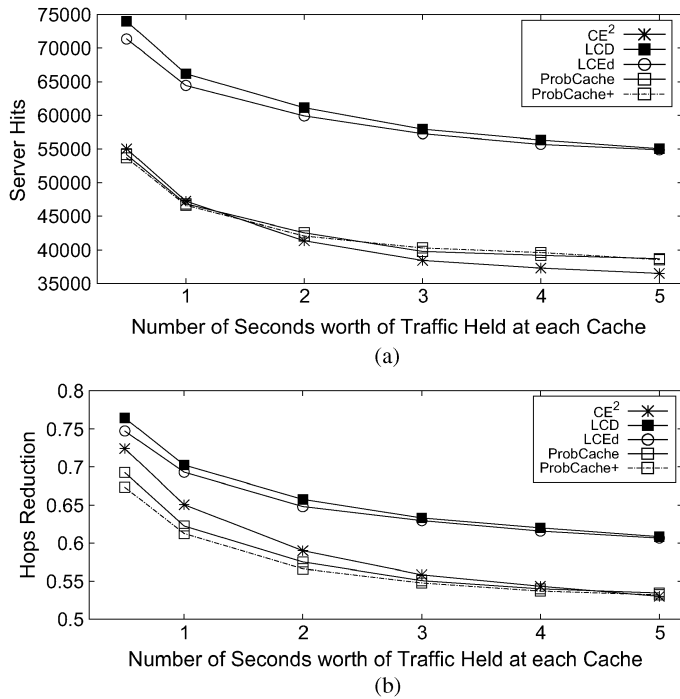 75000
70000
65000
60000
55000
50000
45000
40000
35000
Server Hits
CE²
LCD
LCEd
ProbCache
ProbCache+
1 2 3 4 5
Number of Seconds worth of Traffic Held at each Cache
(a)
0.8
0.75
0.7
0.65
0.6
0.55
0.5
Hops Reduction
CE²
LCD
LCEd
ProbCache
ProbCache+
1 2 3 4 5
Number of Seconds worth of Traffic Held at each Cache
(b)